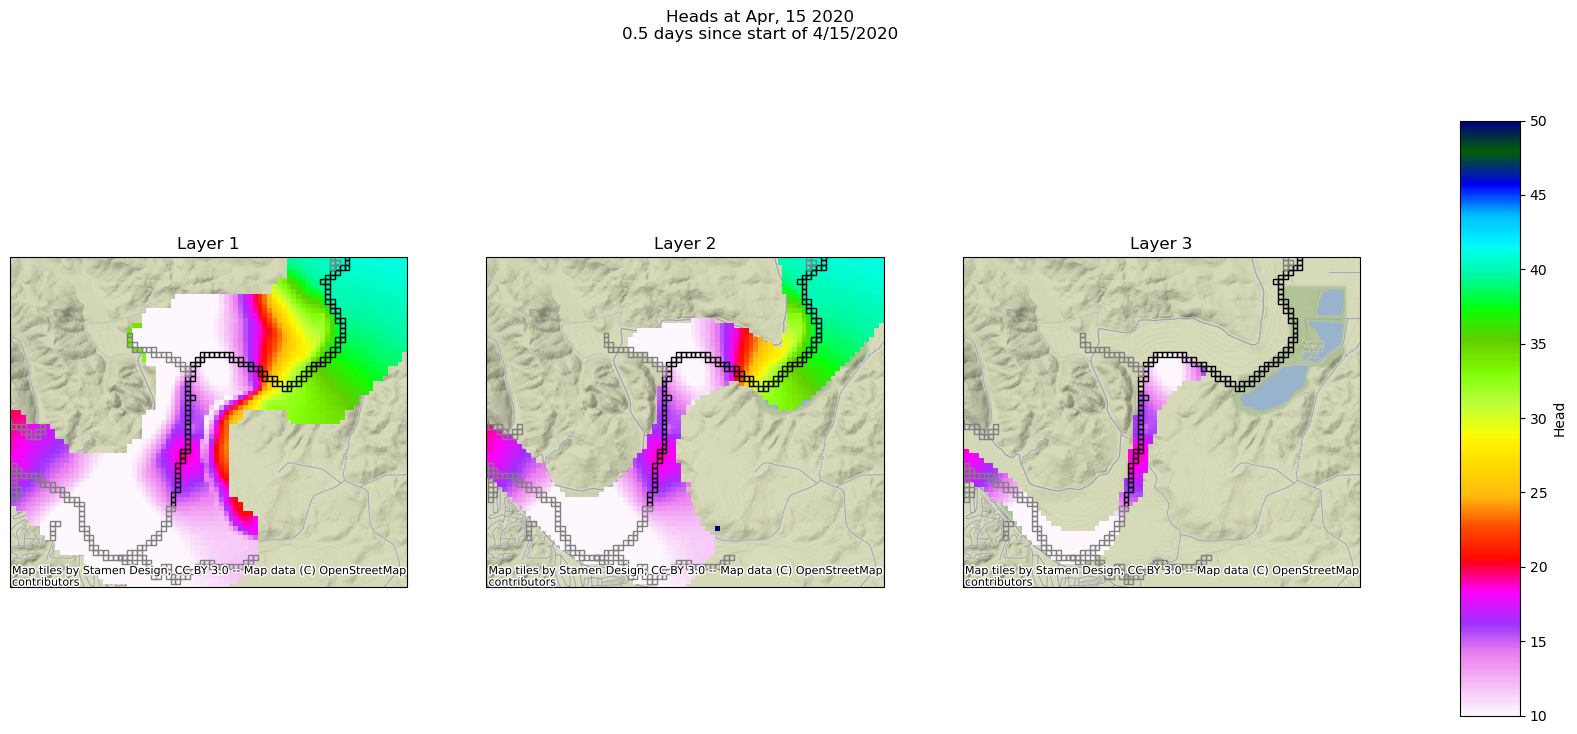 Heads at Apr, 15 2020
0.5 days since start of 4/15/2020
Layer 1
Layer 2
Layer 3
Map tiles by Stamen Design, CC BY 3.0 -- Map data (C) OpenStreetMap
contributors
Map tiles by Stamen Design, CC BY 3.0 -- Map data (C) OpenStreetMap
contributors
Map tiles by Stamen Design, CC BY 3.0 -- Map data (C) OpenStreetMap
contributors
50
45
40
35
30
25
20
15
10
Head